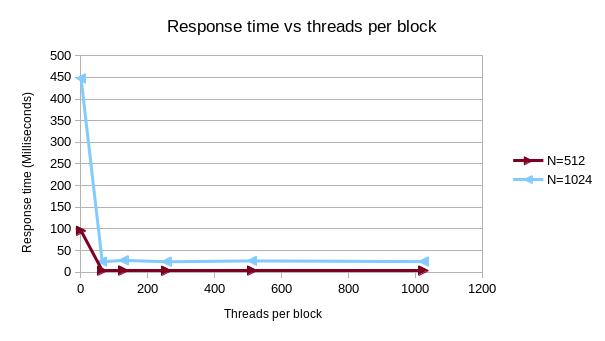 Response time vs threads per block
Response time (Milliseconds)
500
450
400
350
300
250
200
150
100
50
0
0 200 400 600 800 1000 1200
Threads per block
N=512
N=1024